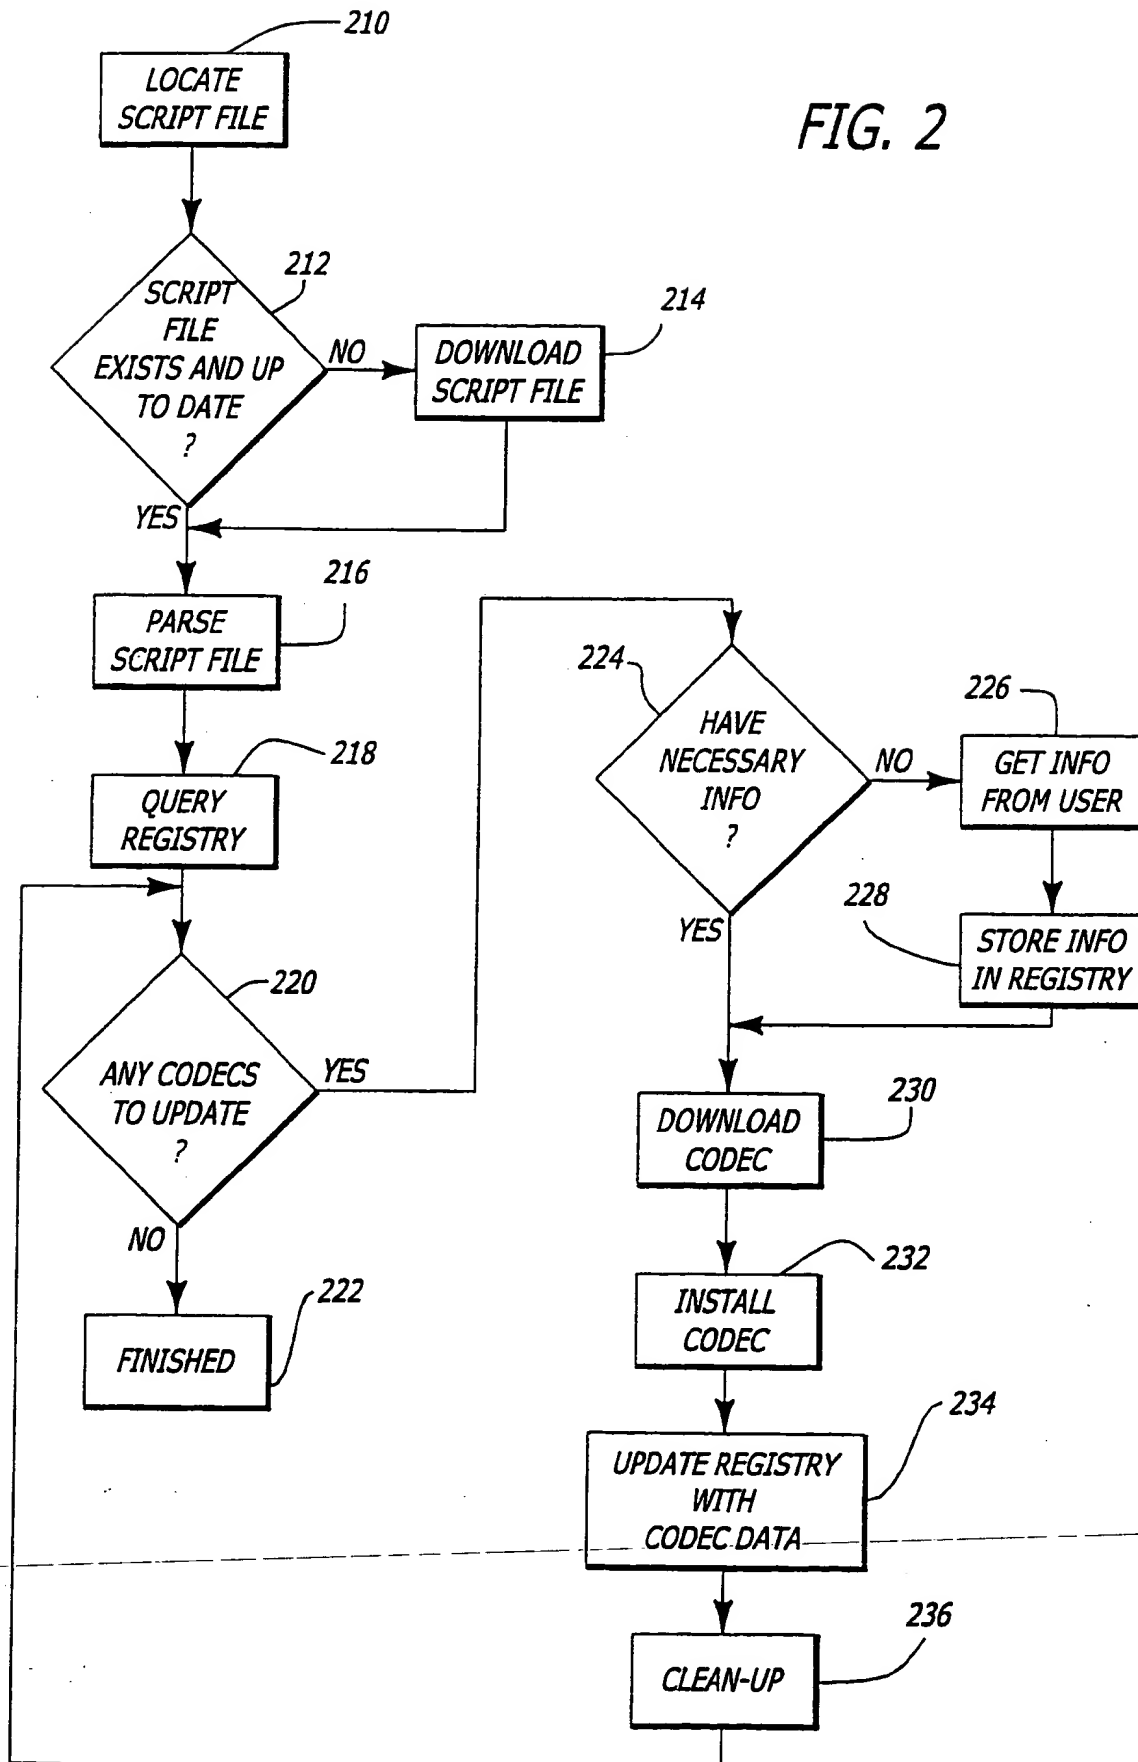 210
LOCATE
SCRIPT FILE
FIG. 2
212
SCRIPT
FILE
EXISTS AND UP
TO DATE
?
NO
214
DOWNLOAD
SCRIPT FILE
YES
216
PARSE
SCRIPT FILE
218
QUERY
REGISTRY
220
ANY CODECS
TO UPDATE
?
YES
NO
222
FINISHED
224
HAVE
NECESSARY
INFO
?
NO
226
GET INFO
FROM USER
228
STORE INFO
IN REGISTRY
YES
230
DOWNLOAD
CODEC
232
INSTALL
CODEC
234
UPDATE REGISTRY
WITH
CODEC DATA
236
CLEAN-UP